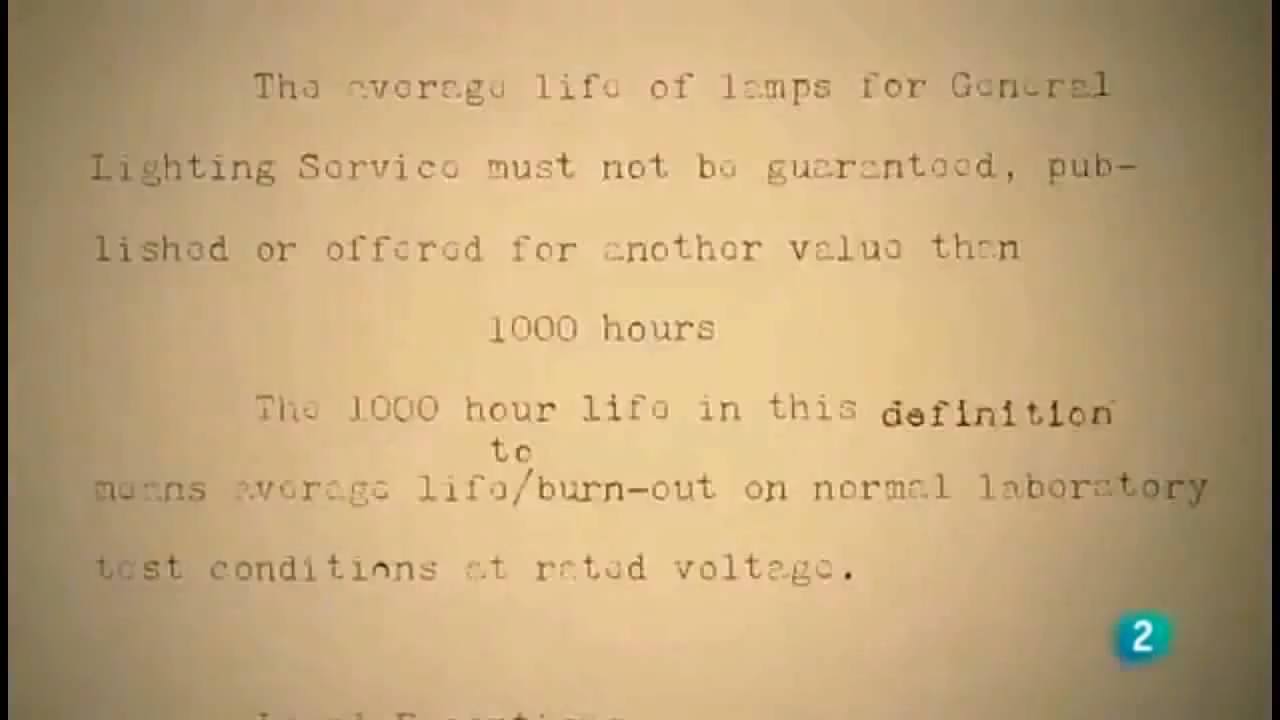 The average life of lamps for General
Lighting Service must not be guaranteed, pub-
lished or offered for another value than
1000 hours
The 1000 hour life in this definition
to
means average life/burn-out on normal laboratory
test conditions at rated voltage.
2